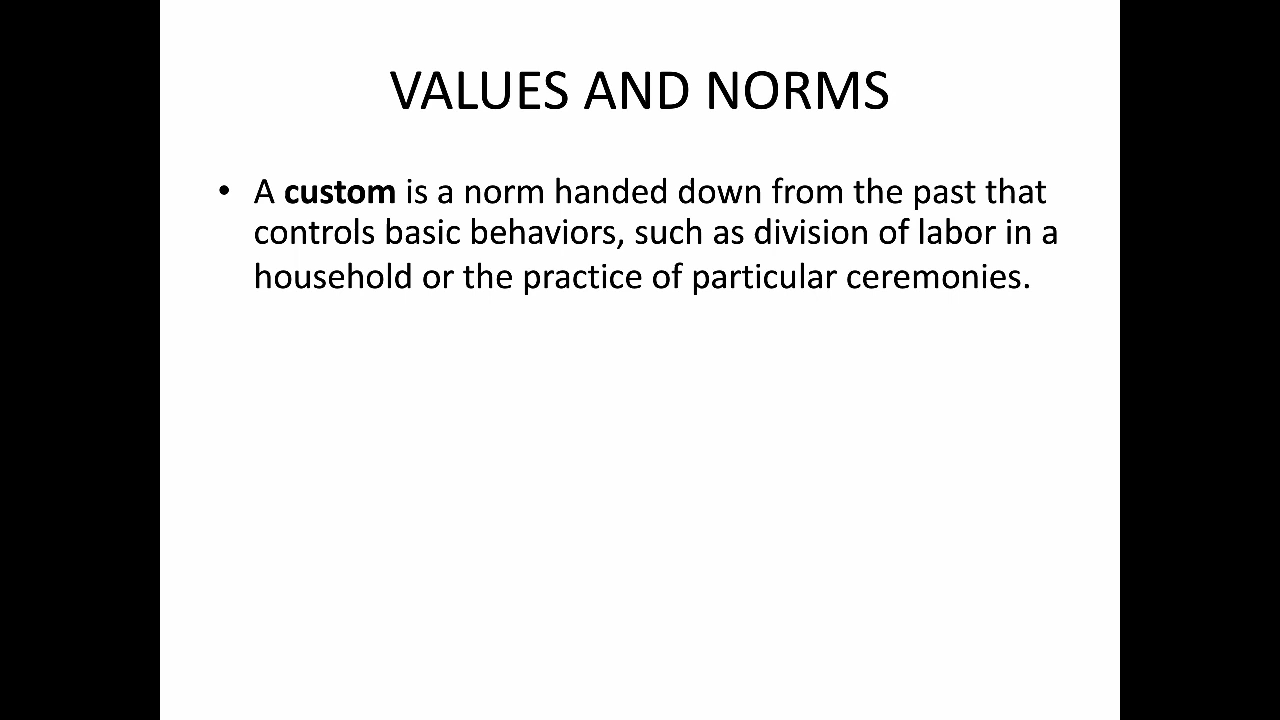 VALUES AND NORMS
• A custom is a norm handed down from the past that
controls basic behaviors, such as division of labor in a
household or the practice of particular ceremonies.